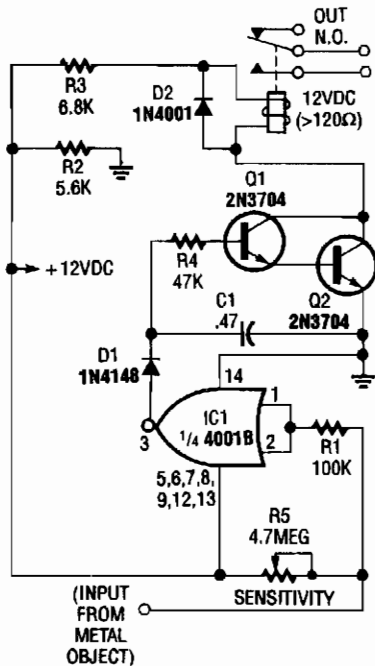 OUT
N.O.
R3
6.8K
D2
1N4001
12VDC
(>120Ω)
R2
5.6K
Q1
2N3704
+12VDC
R4
47K
C1
.47
Q2
2N3704
D1
1N4148
14
1
IC1
1/4 4001B
2
3
R1
100K
5,6,7,8,
9,12,13
R5
4.7MEG
SENSITIVITY
(INPUT
FROM
METAL
OBJECT)